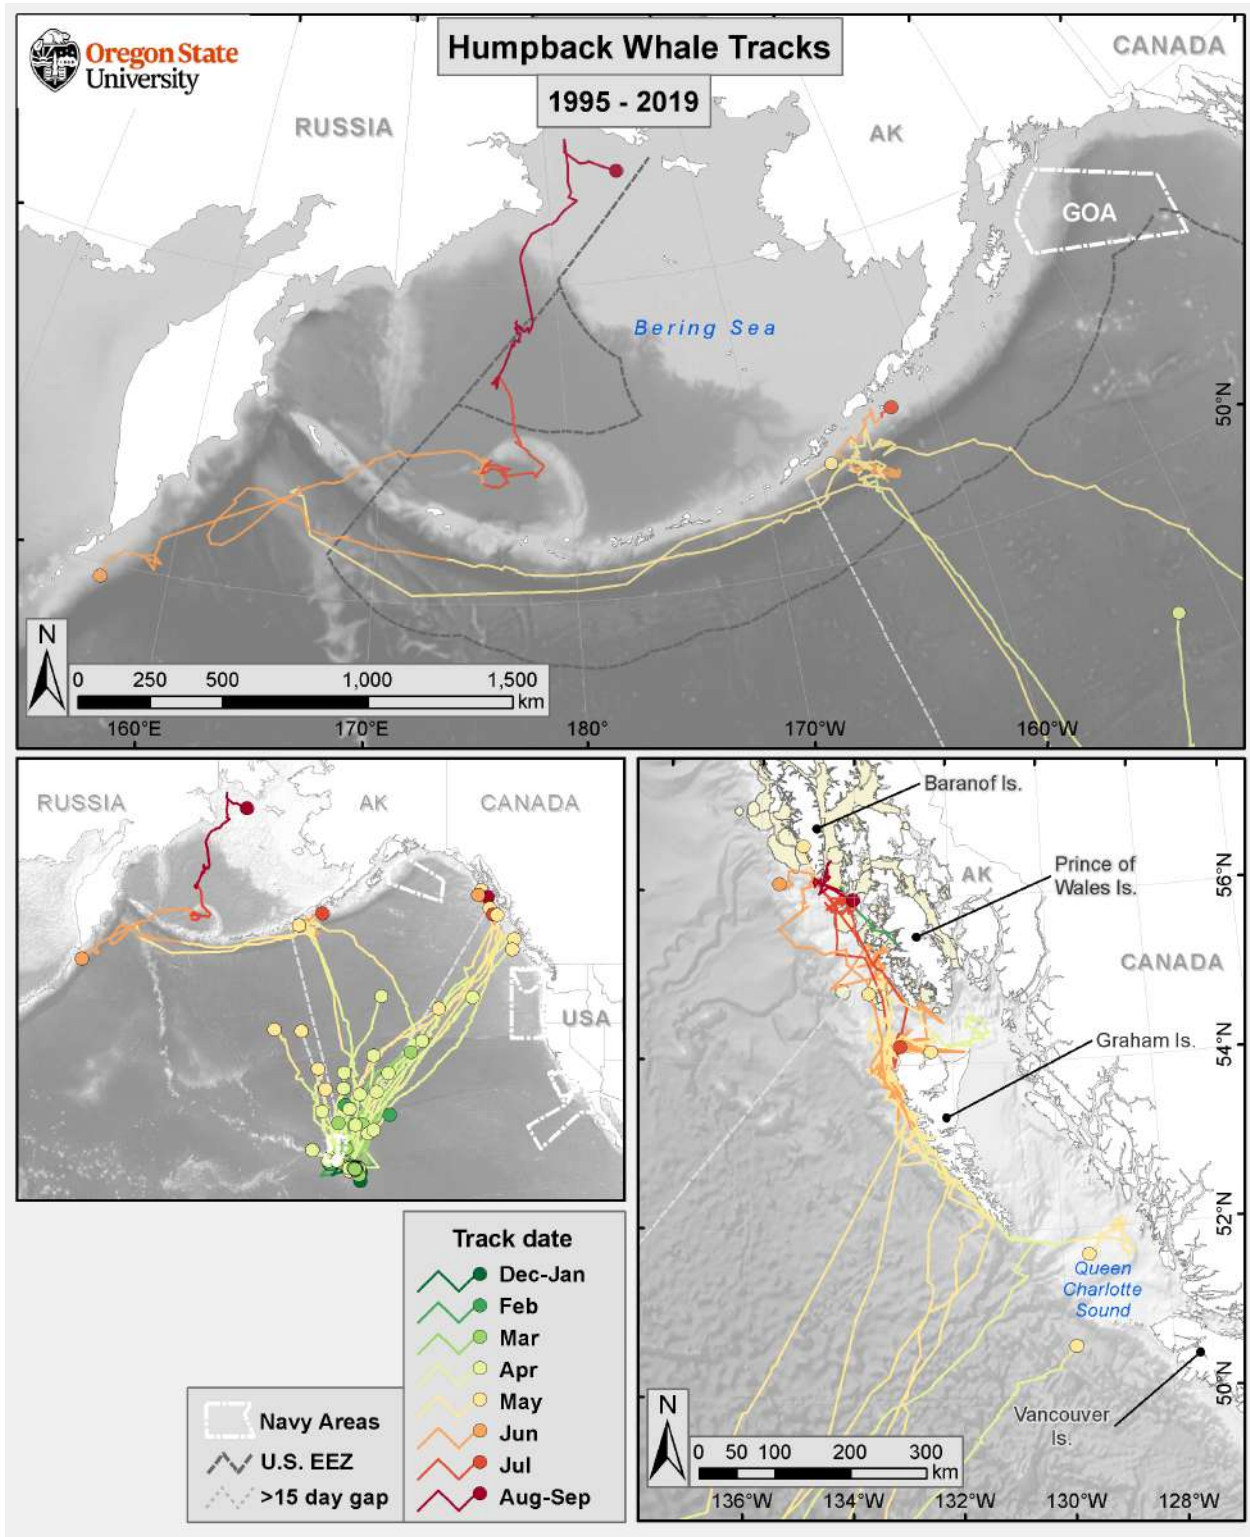 Oregon State
University
Humpback Whale Tracks
1995 - 2019
CANADA
RUSSIA
AK
GOA
Bering Sea
50°N
N
0 250 500 1,000 1,500
km
160°E 170°E 180° 170°W 160°W
RUSSIA AK CANADA
USA
Baranof Is.
Prince of
Wales Is.
AK
56°N
CANADA
54°N
Graham Is.
52°N
Queen
Charlotte
Sound
50°N
Vancouver
Is.
N
0 50 100 200 300
km
136°W 134°W 132°W 130°W 128°W
Track date
Dec-Jan
Feb
Mar
Apr
May
Jun
Jul
Aug-Sep
Navy Areas
U.S. EEZ
>15 day gap